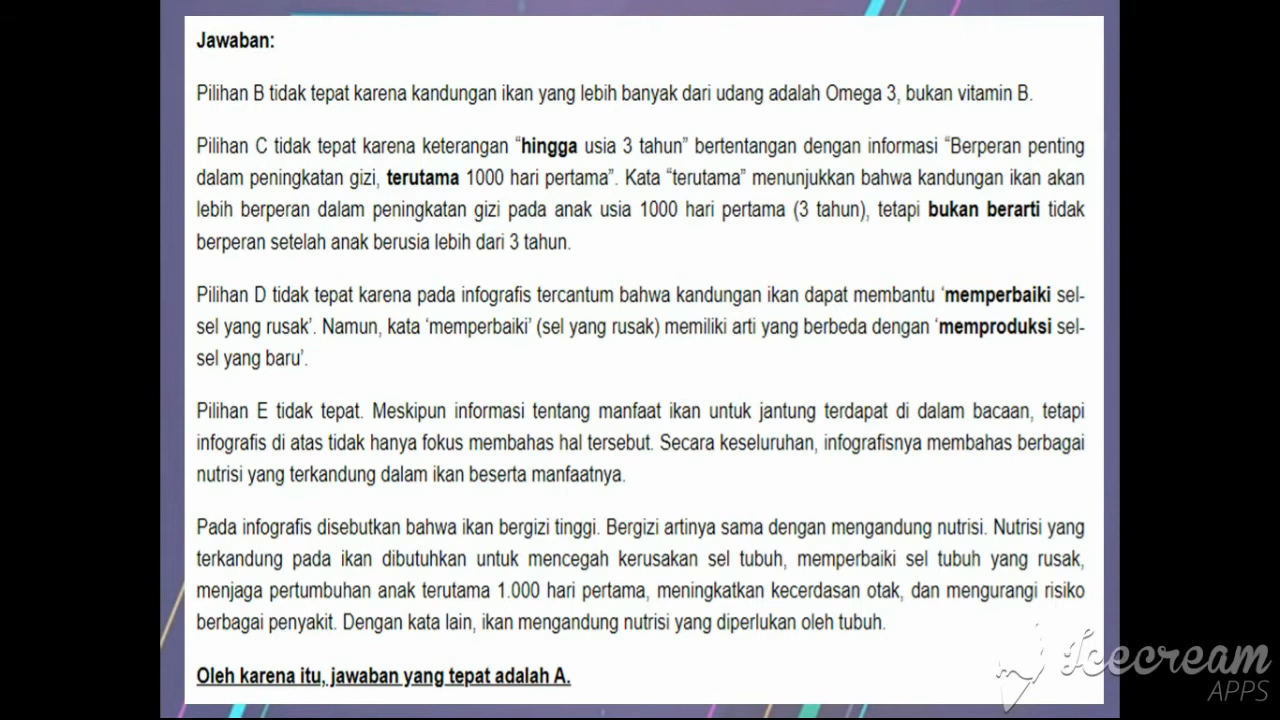 Jawaban:
Pilihan B tidak tepat karena kandungan ikan yang lebih banyak dari udang adalah Omega 3, bukan vitamin B.
Pilihan C tidak tepat karena keterangan “hingga usia 3 tahun” bertentangan dengan informasi “Berperan penting
dalam peningkatan gizi, terutama 1000 hari pertama”. Kata “terutama” menunjukkan bahwa kandungan ikan akan
lebih berperan dalam peningkatan gizi pada anak usia 1000 hari pertama (3 tahun), tetapi bukan berarti tidak
berperan setelah anak berusia lebih dari 3 tahun.
Pilihan D tidak tepat karena pada infografis tercantum bahwa kandungan ikan dapat membantu ‘memperbaiki sel-
sel yang rusak’. Namun, kata ‘memperbaiki’ (sel yang rusak) memiliki arti yang berbeda dengan ‘memproduksi sel-
sel yang baru’.
Pilihan E tidak tepat. Meskipun informasi tentang manfaat ikan untuk jantung terdapat di dalam bacaan, tetapi
infografis di atas tidak hanya fokus membahas hal tersebut. Secara keseluruhan, infografisnya membahas berbagai
nutrisi yang terkandung dalam ikan beserta manfaatnya.
Pada infografis disebutkan bahwa ikan bergizi tinggi. Bergizi artinya sama dengan mengandung nutrisi. Nutrisi yang
terkandung pada ikan dibutuhkan untuk mencegah kerusakan sel tubuh, memperbaiki sel tubuh yang rusak,
menjaga pertumbuhan anak terutama 1.000 hari pertama, meningkatkan kecerdasan otak, dan mengurangi risiko
berbagai penyakit. Dengan kata lain, ikan mengandung nutrisi yang diperlukan oleh tubuh.
Oleh karena itu, jawaban yang tepat adalah A.
Icecream
APPS